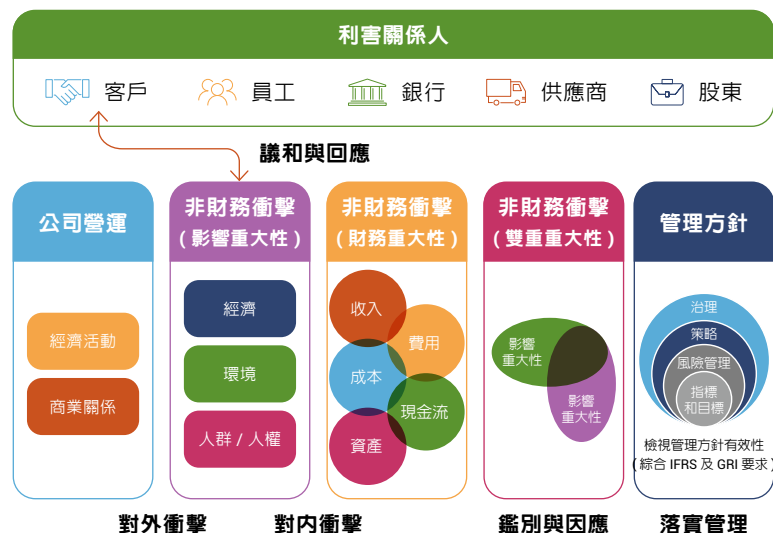 利害關係人
客戶
員工
銀行
供應商
股東
議和與回應
公司營運
經濟活動
商業關係
非財務衝擊
(影響重大性)
經濟
環境
人群 / 人權
非財務衝擊
(財務重大性)
收入
費用
成本
現金流
資產
非財務衝擊
(雙重重大性)
影響
重大性
影響
重大性
管理方針
治理
策略
風險管理
指標
和目標
檢視管理方針有效性
(綜合 IFRS 及 GRI 要求)
對外衝擊
對内衝擊
鑑別與因應
落實管理